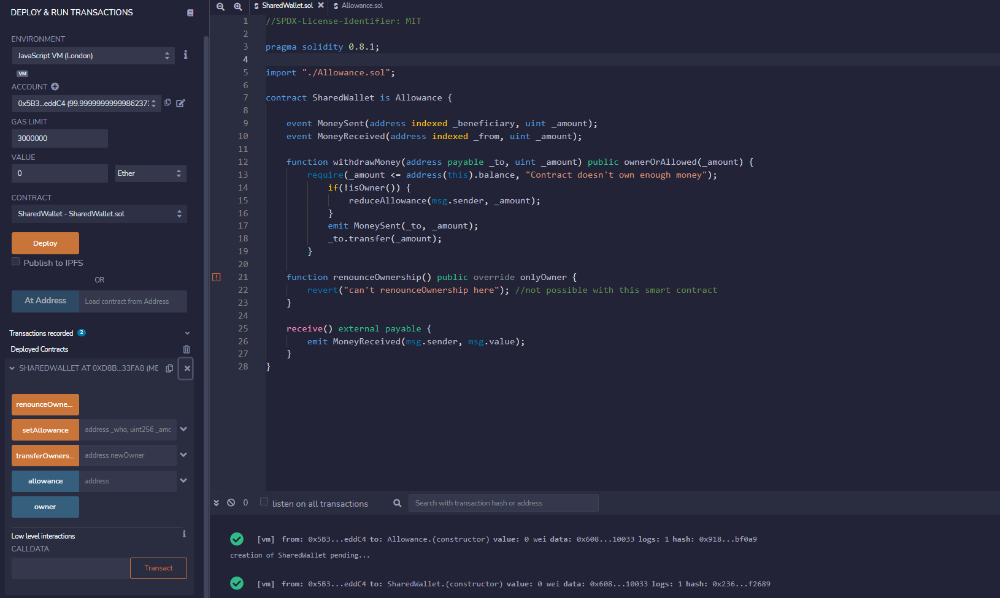 DEPLOY & RUN TRANSACTIONS
ENVIRONMENT
JavaScript VM (London)
VM
ACCOUNT
0x5B3...eddC4 (99.99999999999862373
GAS LIMIT
3000000
VALUE
0
Ether
CONTRACT
SharedWallet - SharedWallet.sol
Deploy
Publish to IPFS
OR
At Address
Load contract from Address
Transactions recorded 2
Deployed Contracts
SHAREDWALLET AT 0XD8B...33FA8 (ME
renounceOwne...
setAllowance
address _who, uint256 _amo
transferOwners...
address newOwner
allowance
address
owner
Low level interactions
CALLDATA
Transact
SharedWallet.sol
Allowance.sol
1 //SPDX-License-Identifier: MIT
2
3 pragma solidity 0.8.1;
4
5 import "./Allowance.sol";
6
7 contract SharedWallet is Allowance {
8
9 event MoneySent(address indexed _beneficiary, uint _amount);
10 event MoneyReceived(address indexed _from, uint _amount);
11
12 function withdrawMoney(address payable _to, uint _amount) public ownerOrAllowed(_amount) {
13 require(_amount <= address(this).balance, "Contract doesn't own enough money");
14 if(!isOwner()) {
15 reduceAllowance(msg.sender, _amount);
16 }
17 emit MoneySent(_to, _amount);
18 _to.transfer(_amount);
19 }
20
21 function renounceOwnership() public override onlyOwner {
22 revert("can't renounceOwnership here"); //not possible with this smart contract
23 }
24
25 receive() external payable {
26 emit MoneyReceived(msg.sender, msg.value);
27 }
28 }
0
listen on all transactions
Search with transaction hash or address
[vm] from: 0x5B3...eddC4 to: Allowance.(constructor) value: 0 wei data: 0x608...10033 logs: 1 hash: 0x918...bf0a9
creation of SharedWallet pending...
[vm] from: 0x5B3...eddC4 to: SharedWallet.(constructor) value: 0 wei data: 0x608...10033 logs: 1 hash: 0x236...f2689